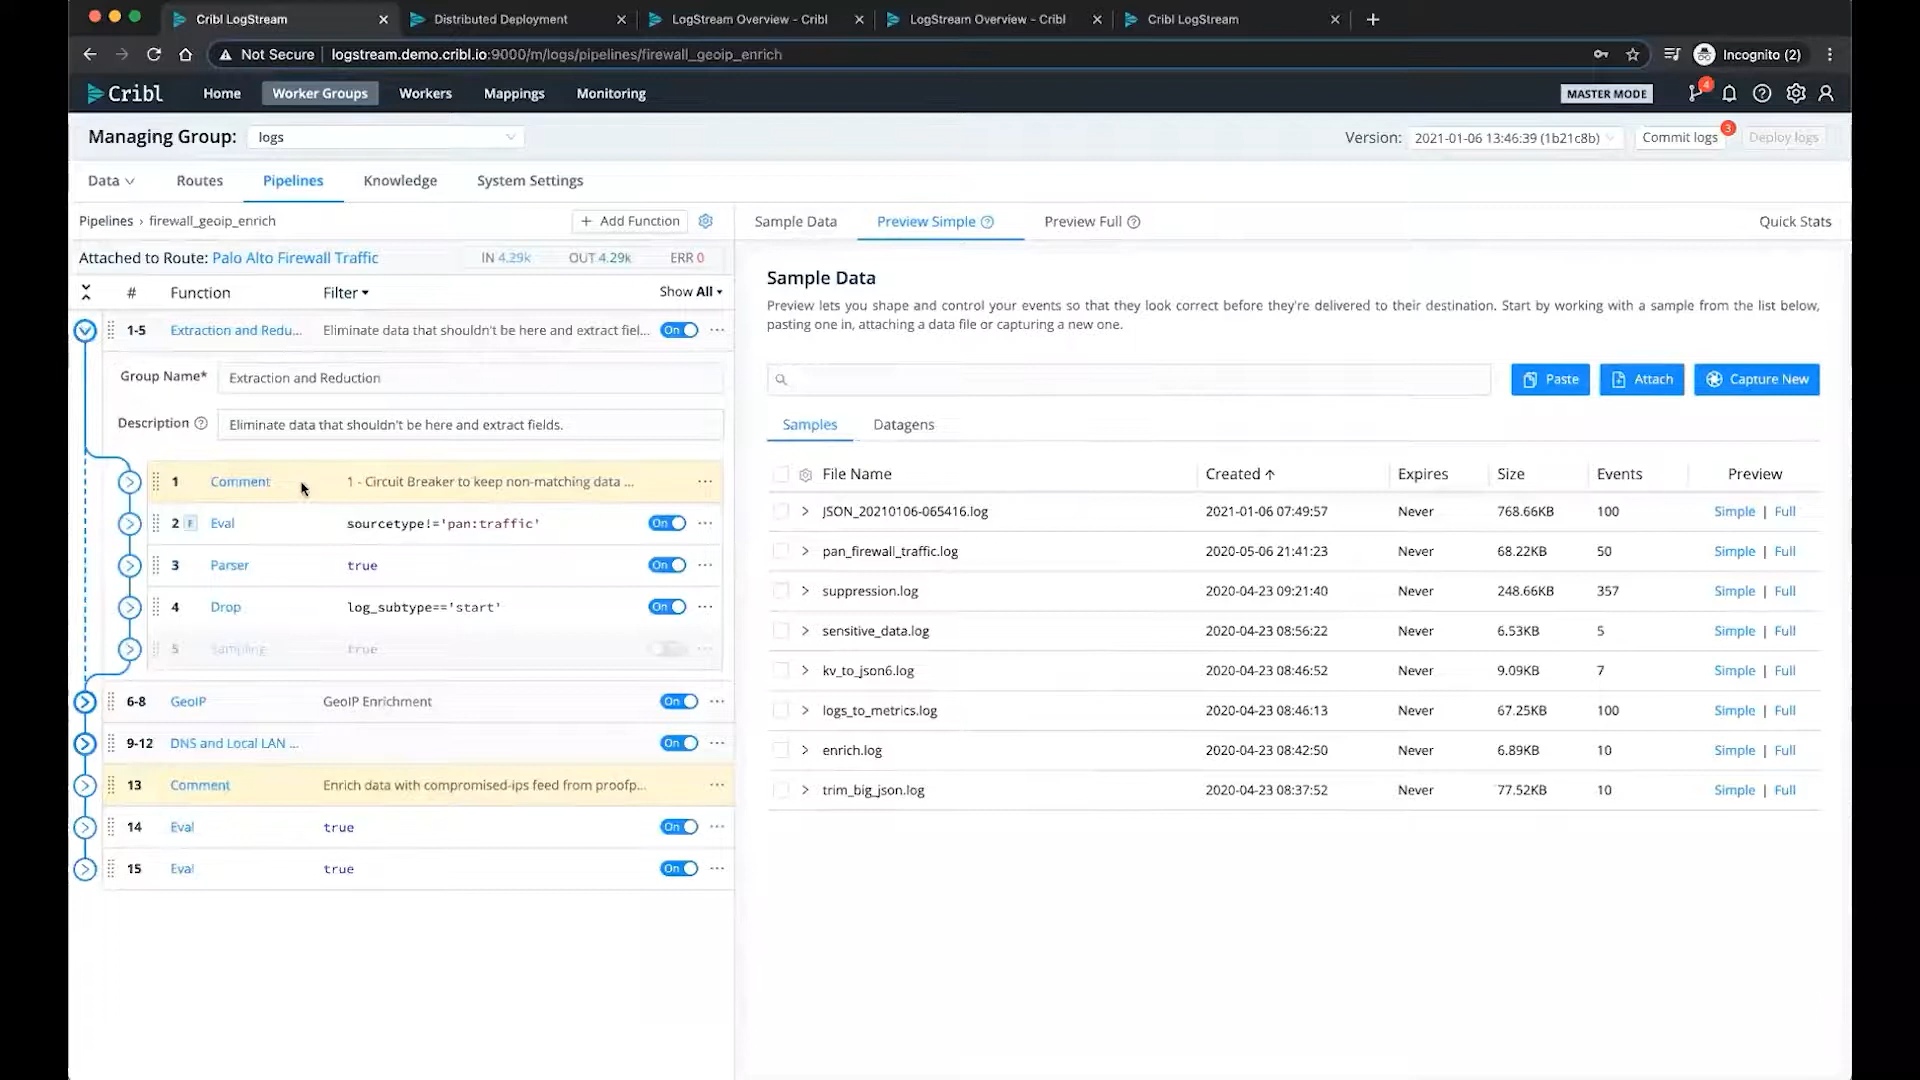 Cribl LogStream
Distributed Deployment
LogStream Overview - Cribl
LogStream Overview - Cribl
Cribl LogStream
Not Secure | logstream.demo.cribl.io:9000/m/logs/pipelines/firewall_geoip_enrich
Incognito (2)
Cribl
Home
Worker Groups
Workers
Mappings
Monitoring
MASTER MODE
4
Managing Group:
logs
Version:
2021-01-06 13:46:39 (1b21c8b)
Commit logs
3
Deploy logs
Data
Routes
Pipelines
Knowledge
System Settings
Pipelines › firewall_geoip_enrich
+ Add Function
Sample Data
Preview Simple
Preview Full
Quick Stats
Attached to Route: Palo Alto Firewall Traffic
IN 4.29k
OUT 4.29k
ERR 0
# Function Filter Show All
1-5 Extraction and Redu... Eliminate data that shouldn't be here and extract fiel... On ...
Group Name* Extraction and Reduction
Description Eliminate data that shouldn't be here and extract fields.
1 Comment 1 - Circuit Breaker to keep non-matching data ... ...
2 F Eval sourcetype!='pan:traffic' On ...
3 Parser true On ...
4 Drop log_subtype=='start' On ...
5 Sampling true ...
6-8 GeoIP GeoIP Enrichment On ...
9-12 DNS and Local LAN ... On ...
13 Comment Enrich data with compromised-ips feed from proofp... ...
14 Eval true On ...
15 Eval true On ...
Sample Data
Preview lets you shape and control your events so that they look correct before they're delivered to their destination. Start by working with a sample from the list below,
pasting one in, attaching a data file or capturing a new one.
Paste
Attach
Capture New
Samples
Datagens
File Name Created Expires Size Events Preview
JSON_20210106-065416.log 2021-01-06 07:49:57 Never 768.66KB 100 Simple | Full
pan_firewall_traffic.log 2020-05-06 21:41:23 Never 68.22KB 50 Simple | Full
suppression.log 2020-04-23 09:21:40 Never 248.66KB 357 Simple | Full
sensitive_data.log 2020-04-23 08:56:22 Never 6.53KB 5 Simple | Full
kv_to_json6.log 2020-04-23 08:46:52 Never 9.09KB 7 Simple | Full
logs_to_metrics.log 2020-04-23 08:46:13 Never 67.25KB 100 Simple | Full
enrich.log 2020-04-23 08:42:50 Never 6.89KB 10 Simple | Full
trim_big_json.log 2020-04-23 08:37:52 Never 77.52KB 10 Simple | Full